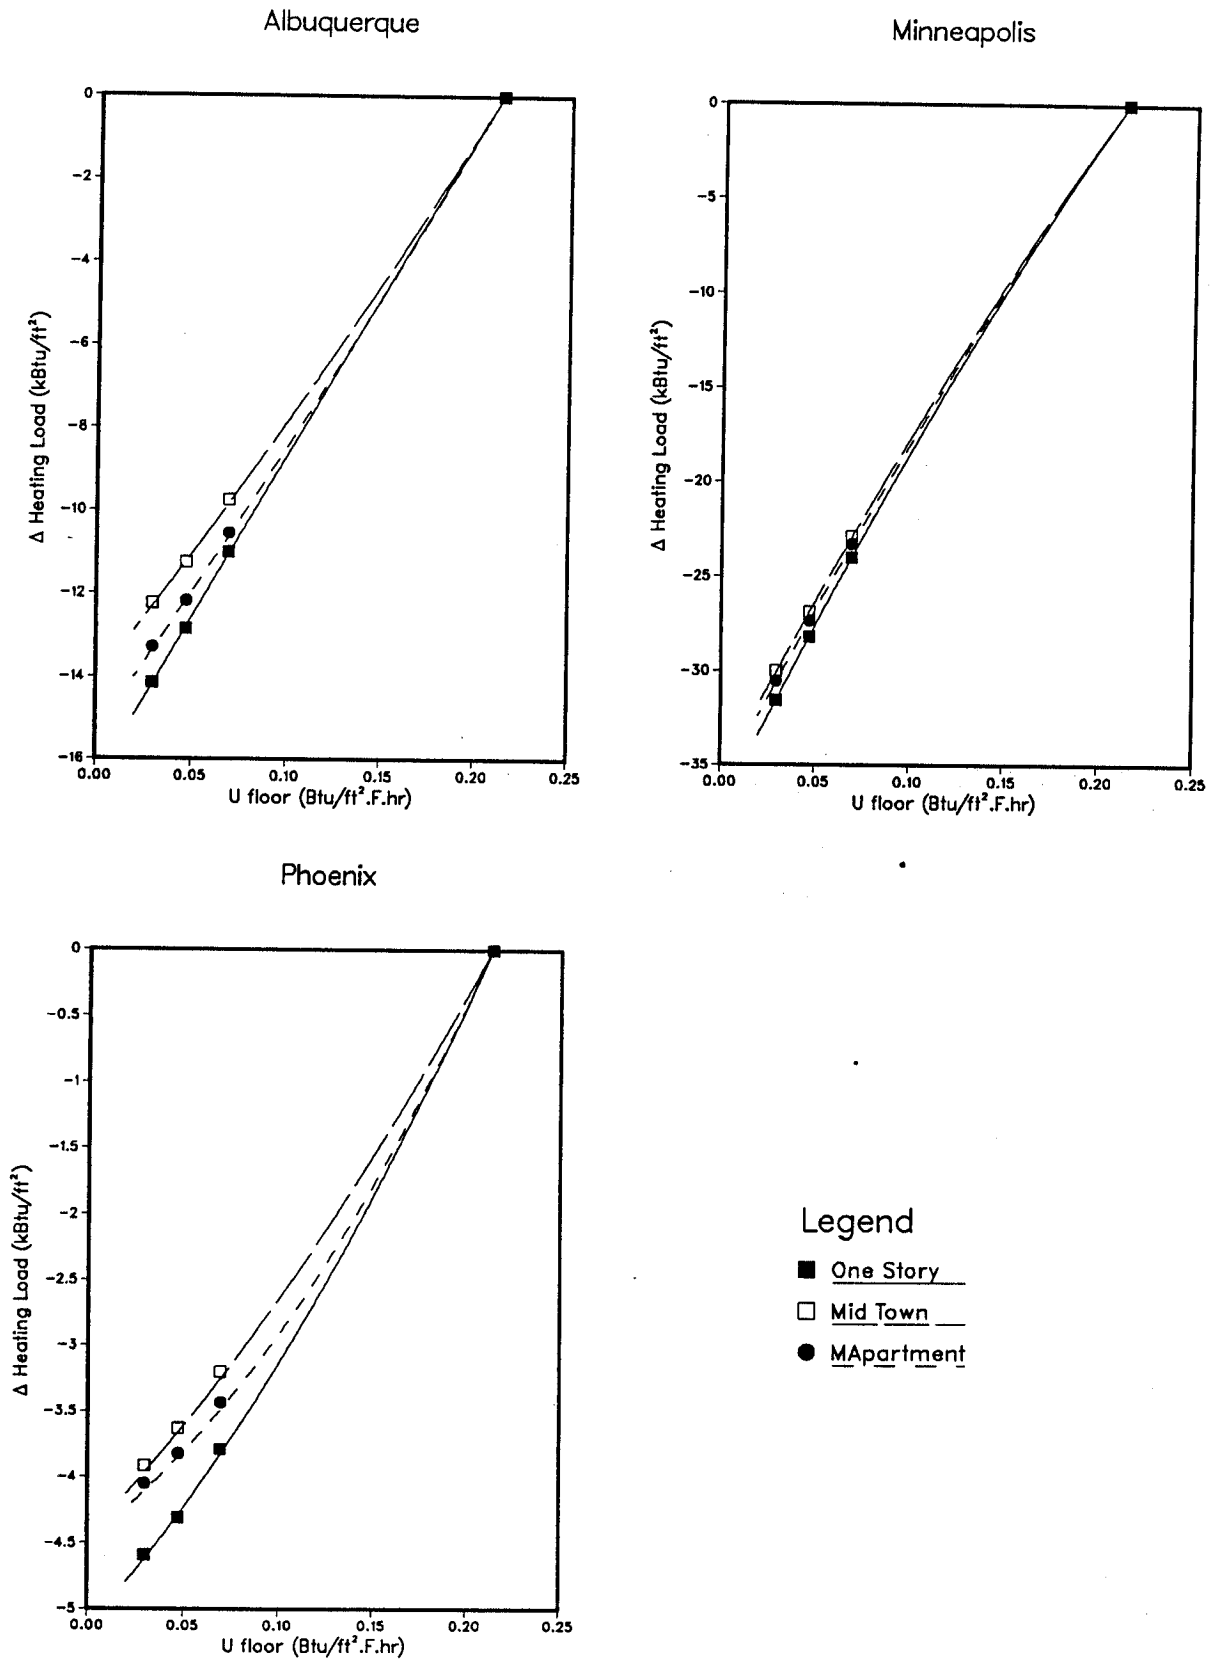 Albuquerque
0
-2
-4
-6
-8
-10
-12
-14
-16
Δ Heating Load (kBtu/ft²)
0.00 0.05 0.10 0.15 0.20 0.25
U floor (Btu/ft².F.hr)
Minneapolis
0
-5
-10
-15
-20
-25
-30
-35
Δ Heating Load (kBtu/ft²)
0.00 0.05 0.10 0.15 0.20 0.25
U floor (Btu/ft².F.hr)
Phoenix
0
-0.5
-1
-1.5
-2
-2.5
-3
-3.5
-4
-4.5
-5
Δ Heating Load (kBtu/ft²)
0.00 0.05 0.10 0.15 0.20 0.25
U floor (Btu/ft².F.hr)
Legend
One Story
Mid Town
MApartment